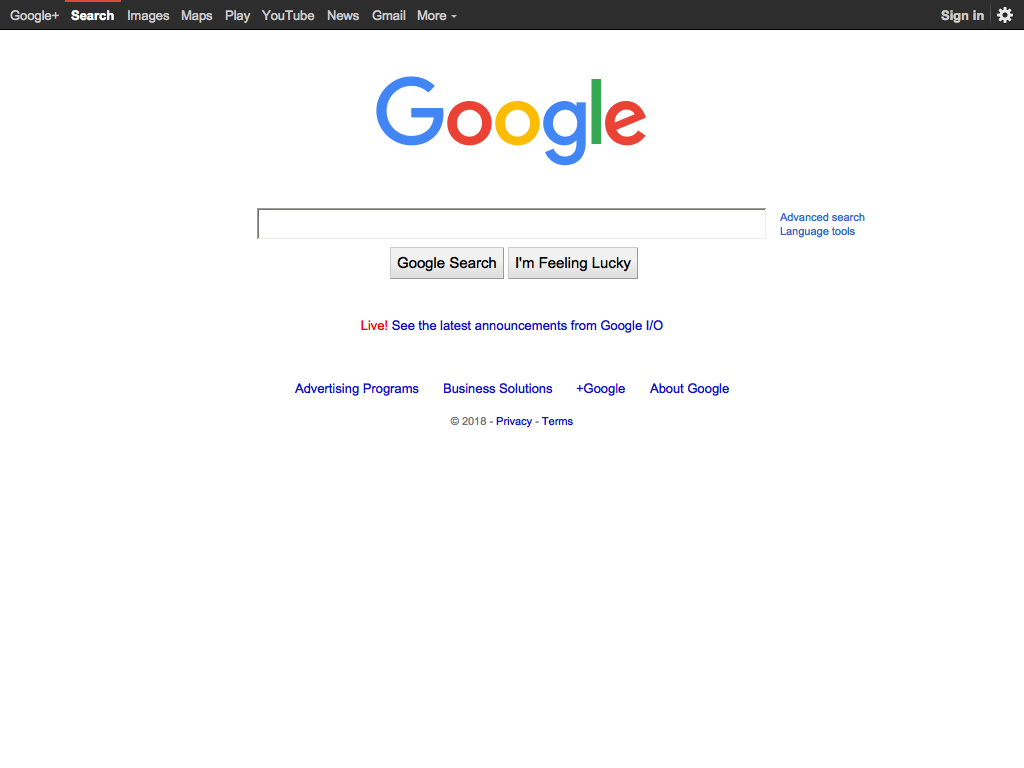 Google+ Search Images Maps Play YouTube News Gmail More Sign in
Google
Advanced search
Language tools
Google Search I'm Feeling Lucky
Live! See the latest announcements from Google I/O
Advertising Programs Business Solutions +Google About Google
© 2018 - Privacy - Terms